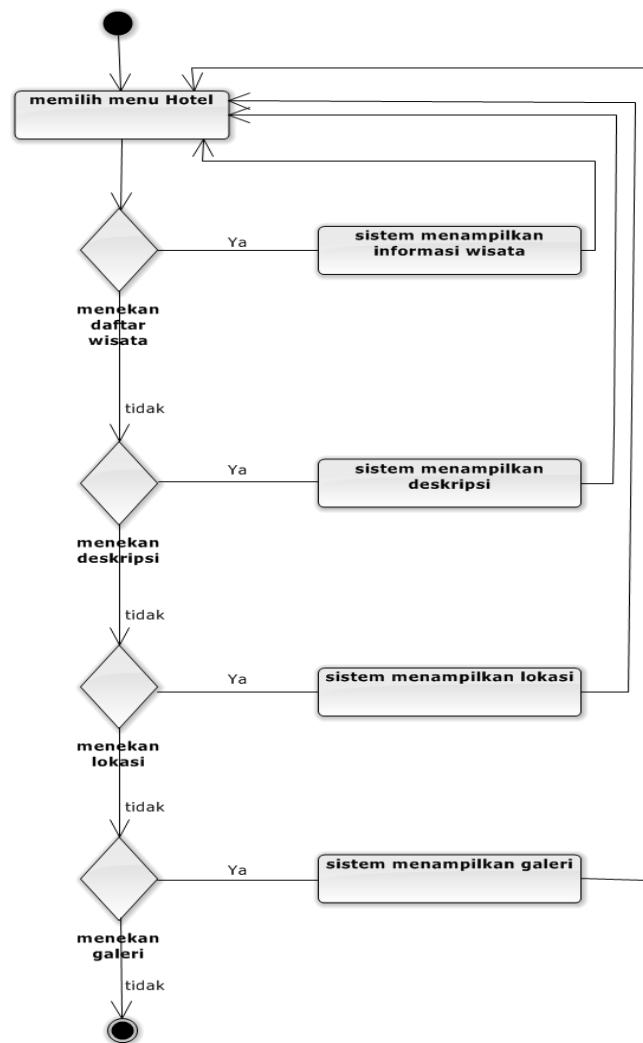 memilih menu Hotel
Ya
sistem menampilkan
informasi wisata
menekan
daftar
wisata
tidak
Ya
sistem menampilkan
deskripsi
menekan
deskripsi
tidak
Ya
sistem menampilkan lokasi
menekan
lokasi
tidak
Ya
sistem menampilkan galeri
menekan
galeri
tidak